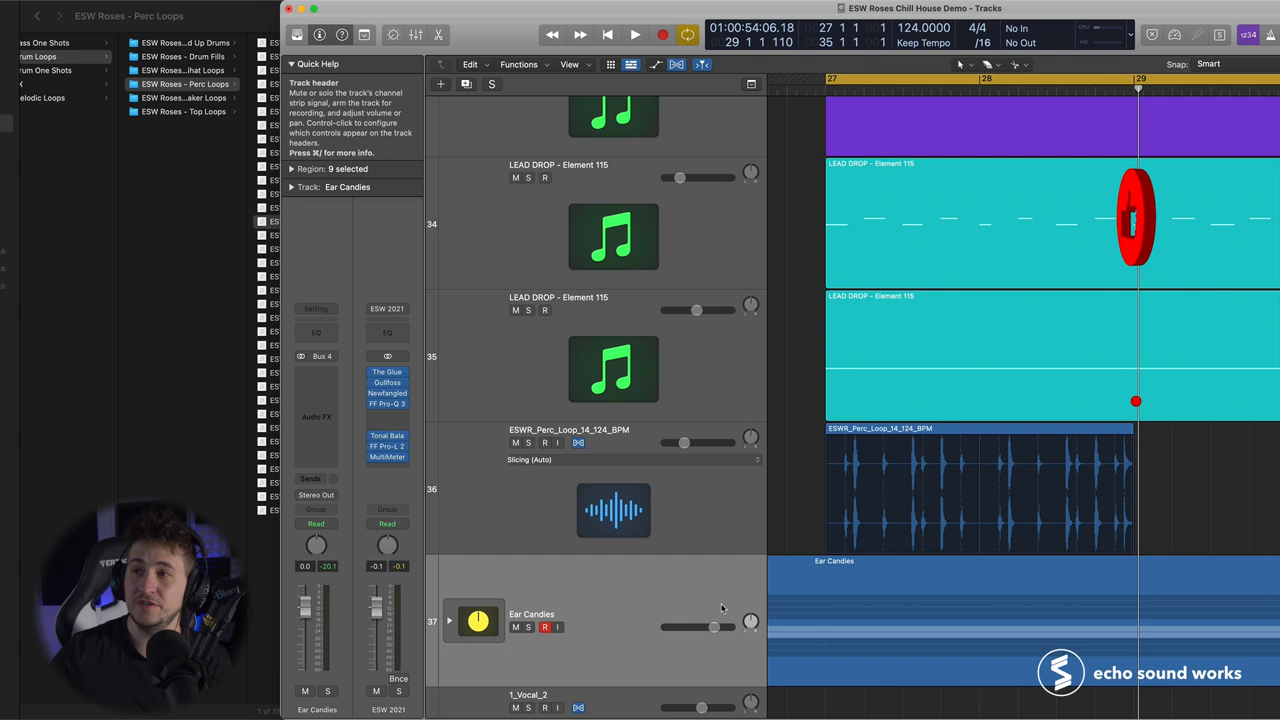 ESW Roses - Perc Loops
ass One Shots
rum Loops
rum One Shots
K
elodic Loops
ESW Roses...d Up Drums
ESW Roses - Drum Fills
ESW Roses...ihat Loops
ESW Roses - Perc Loops
ESW Roses...aker Loops
ESW Roses - Top Loops
ESW Roses Chill House Demo - Tracks
01:00:54:06.18
29 1 1 110
27 1 1
35 1 1
124.0000
Keep Tempo
4/4
/16
No In
No Out
CPU
HD
1234
Quick Help
Track header
Mute or solo the track's channel
strip signal, arm the track for
recording, and adjust volume or
pan. Control-click to configure
which controls appear on the track
headers.
Press ⌘/ for more info.
Region: 9 selected
Track: Ear Candies
Edit
Functions
View
Snap: Smart
27
28
29
S
LEAD DROP - Element 115
M S R
34
LEAD DROP - Element 115
LEAD DROP - Element 115
M S R
35
LEAD DROP - Element 115
ESWR_Perc_Loop_14_124_BPM
M S R I
Slicing (Auto)
36
ESWR_Perc_Loop_14_124_BPM
Ear Candies
M S R I
37
Ear Candies
1_Vocal_2
M S R I
Setting
ESW 2021
EQ
EQ
Bus 4
The Glue
Gullfoss
Newfangled
FF Pro-Q 3
Audio FX
Tonal Bala
FF Pro-L 2
MultiMeter
Sends
Stereo Out
Group
Group
Read
Read
0.0 -20.1
-0.1 -0.1
Bnce
M S
M S
Ear Candies
ESW 2021
echo sound works